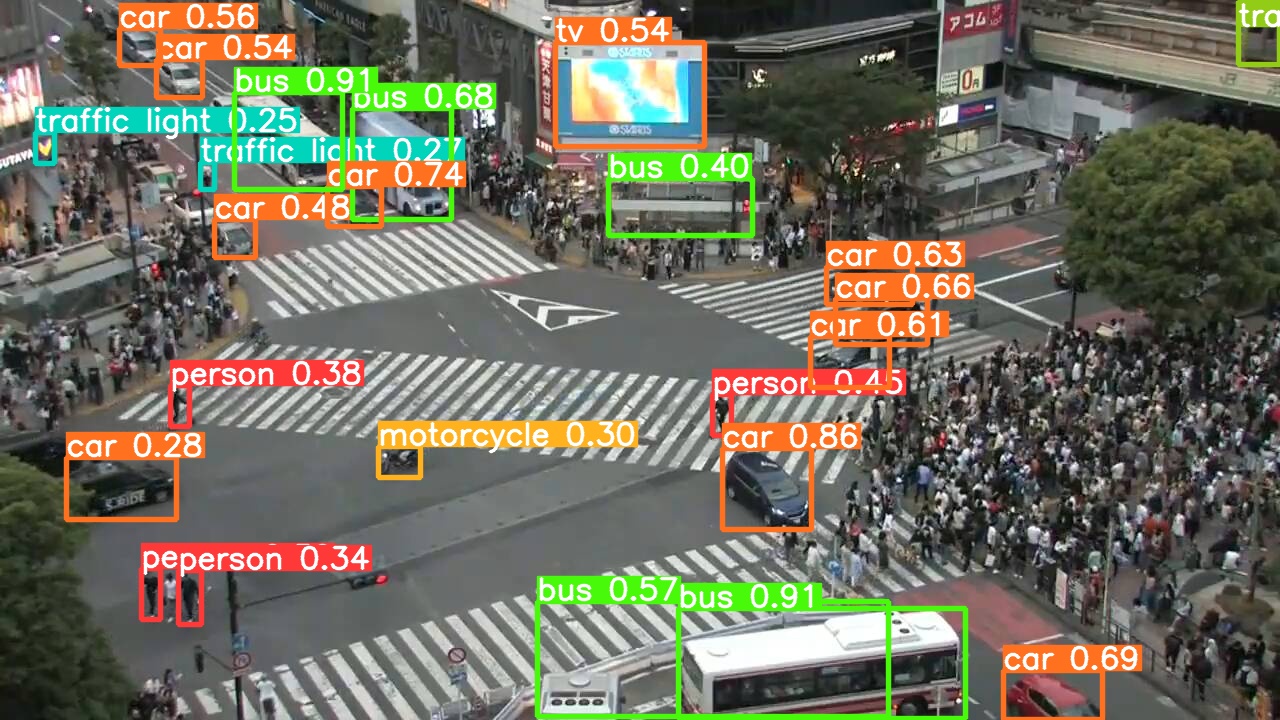 car 0.56
tv 0.54
tra
car 0.54
アコム
bus 0.91
bus 0.68
traffic light 0.25
traffic light 0.27
bus 0.40
car 0.74
car 0.48
car 0.63
car 0.66
car 0.61
person 0.38
person 0.45
car 0.28
motorcycle 0.30
car 0.86
pe
person 0.34
bus 0.57
bus 0.91
car 0.69